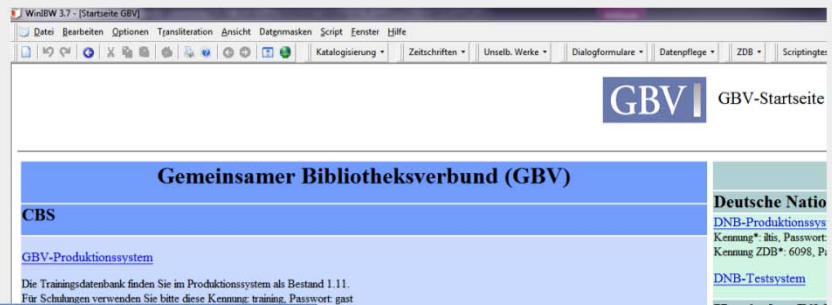 WinIBW 3.7 - [Startseite GBV]
Datei Bearbeiten Optionen Transliteration Ansicht Datenmasken Script Fenster Hilfe
Katalogisierung Zeitschriften Unselb. Werke Dialogformulare Datenpflege ZDB Scriptingtes
GBV GBV-Startseite
Gemeinsamer Bibliotheksverbund (GBV)
CBS
GBV-Produktionssystem
Die Trainingsdatenbank finden Sie im Produktionssystem als Bestand 1.11.
Für Schulungen verwenden Sie bitte diese Kennung: training, Passwort: gast
Deutsche Natio
DNB-Produktionssys
Kennung*: iltis, Passwort:
Kennung ZDB*: 6098, Pa
DNB-Testsystem